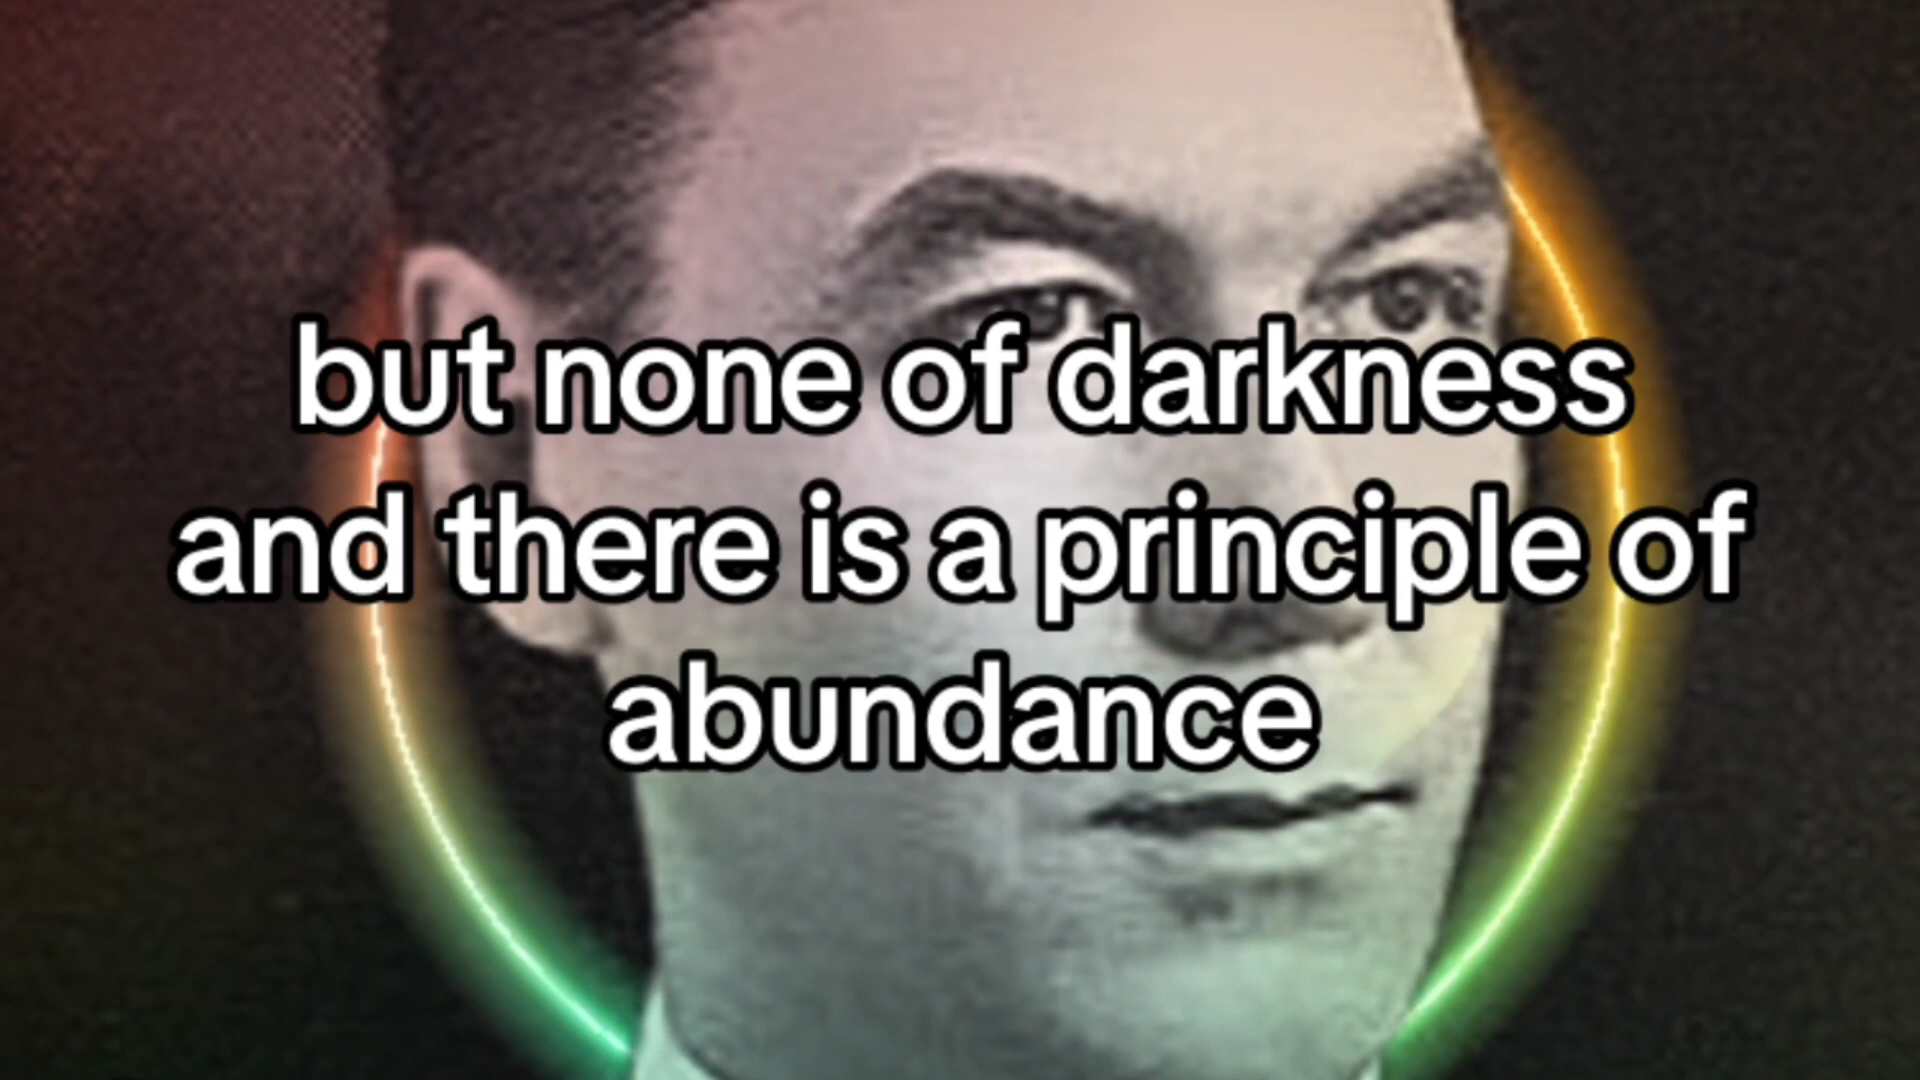 but none of darkness
and there is a principle of
abundance